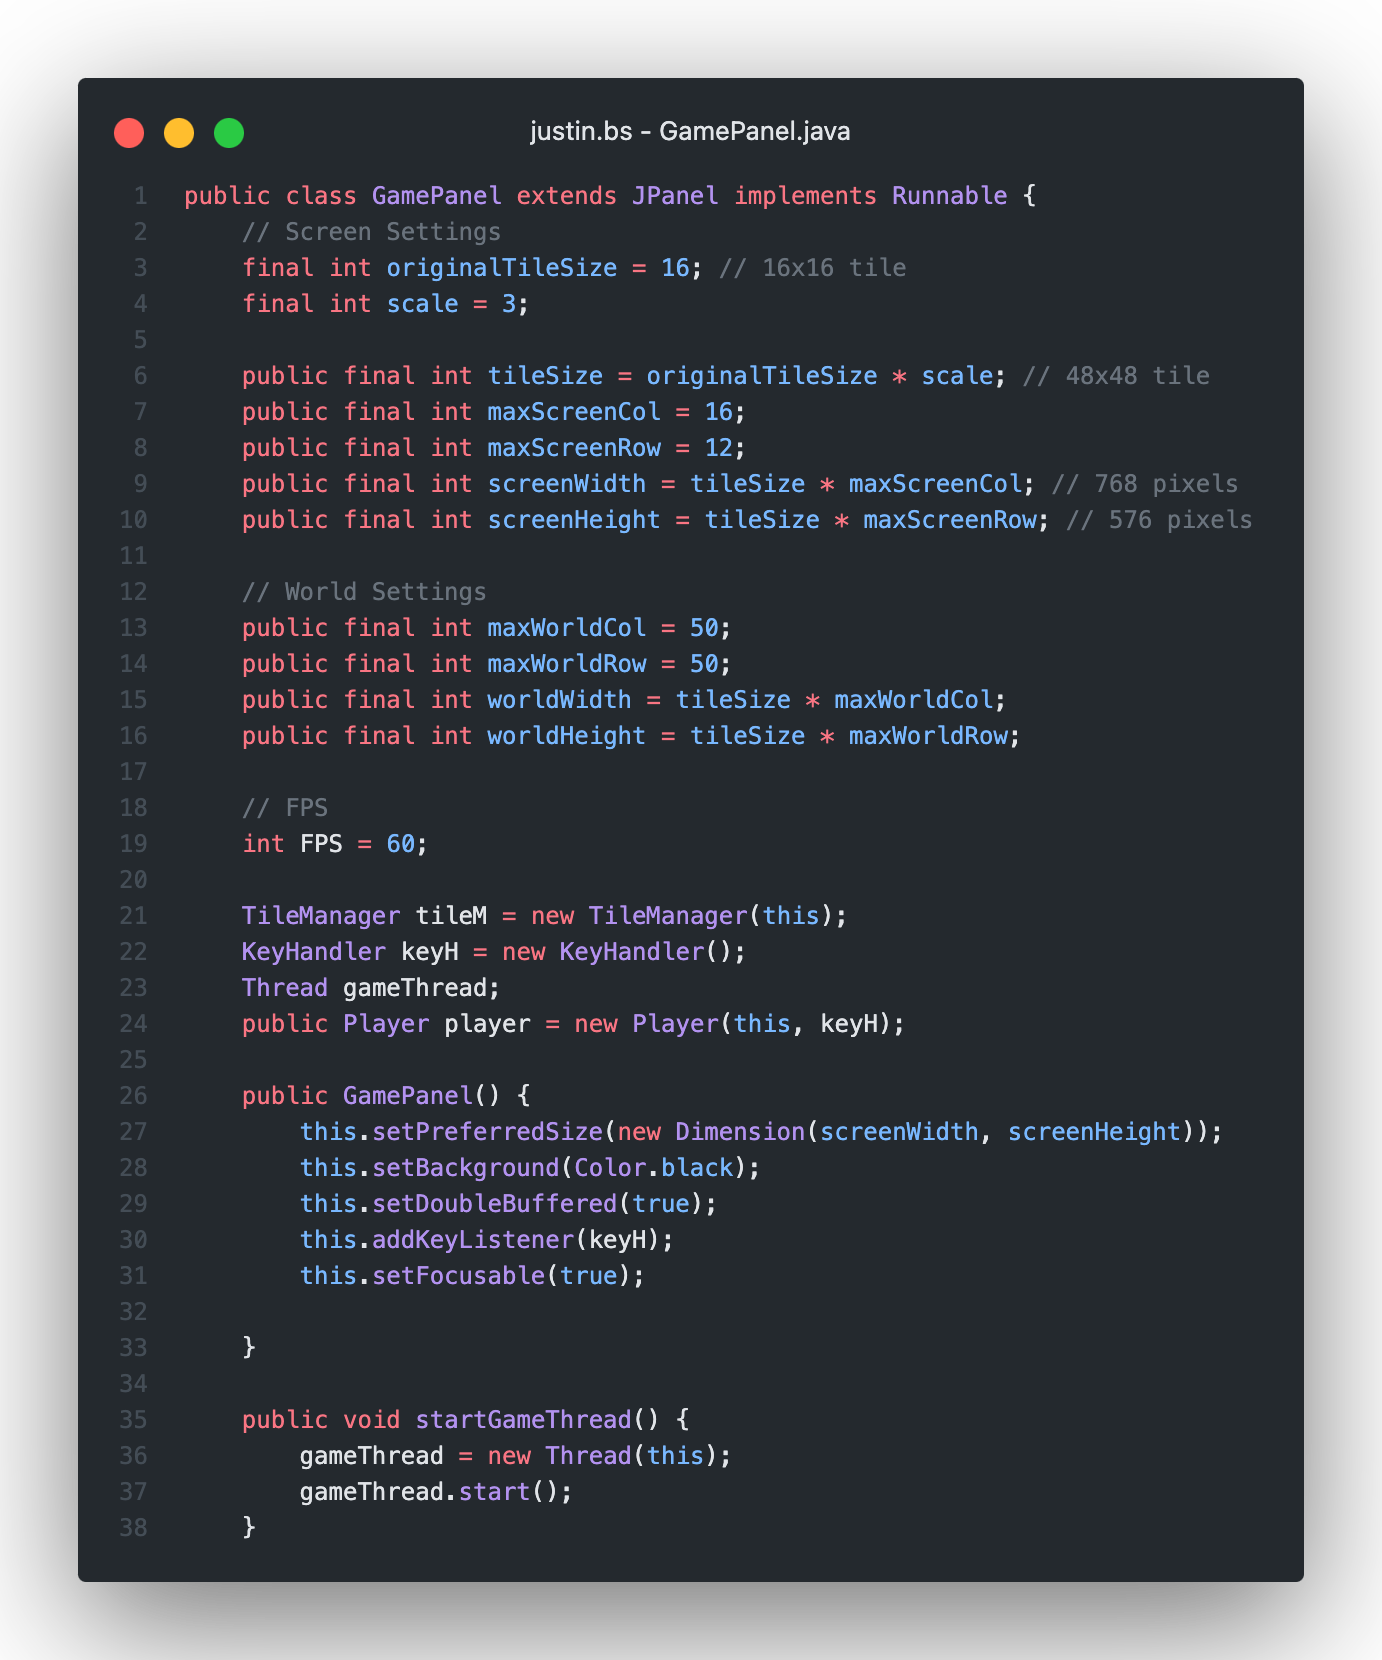 justin.bs - GamePanel.java
1 public class GamePanel extends JPanel implements Runnable {
2     // Screen Settings
3     final int originalTileSize = 16; // 16x16 tile
4     final int scale = 3;
5
6     public final int tileSize = originalTileSize * scale; // 48x48 tile
7     public final int maxScreenCol = 16;
8     public final int maxScreenRow = 12;
9     public final int screenWidth = tileSize * maxScreenCol; // 768 pixels
10     public final int screenHeight = tileSize * maxScreenRow; // 576 pixels
11
12     // World Settings
13     public final int maxWorldCol = 50;
14     public final int maxWorldRow = 50;
15     public final int worldWidth = tileSize * maxWorldCol;
16     public final int worldHeight = tileSize * maxWorldRow;
17
18     // FPS
19     int FPS = 60;
20
21     TileManager tileM = new TileManager(this);
22     KeyHandler keyH = new KeyHandler();
23     Thread gameThread;
24     public Player player = new Player(this, keyH);
25
26     public GamePanel() {
27         this.setPreferredSize(new Dimension(screenWidth, screenHeight));
28         this.setBackground(Color.black);
29         this.setDoubleBuffered(true);
30         this.addKeyListener(keyH);
31         this.setFocusable(true);
32
33     }
34
35     public void startGameThread() {
36         gameThread = new Thread(this);
37         gameThread.start();
38     }